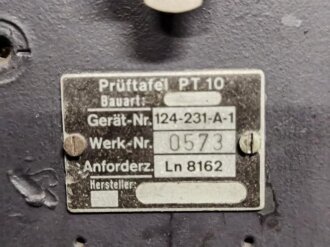 Prüftafel PT 10
Bauart:
Gerät-Nr. 124-231-A-1
Werk-Nr. 0573
Anforderz. Ln 8162
Hersteller: